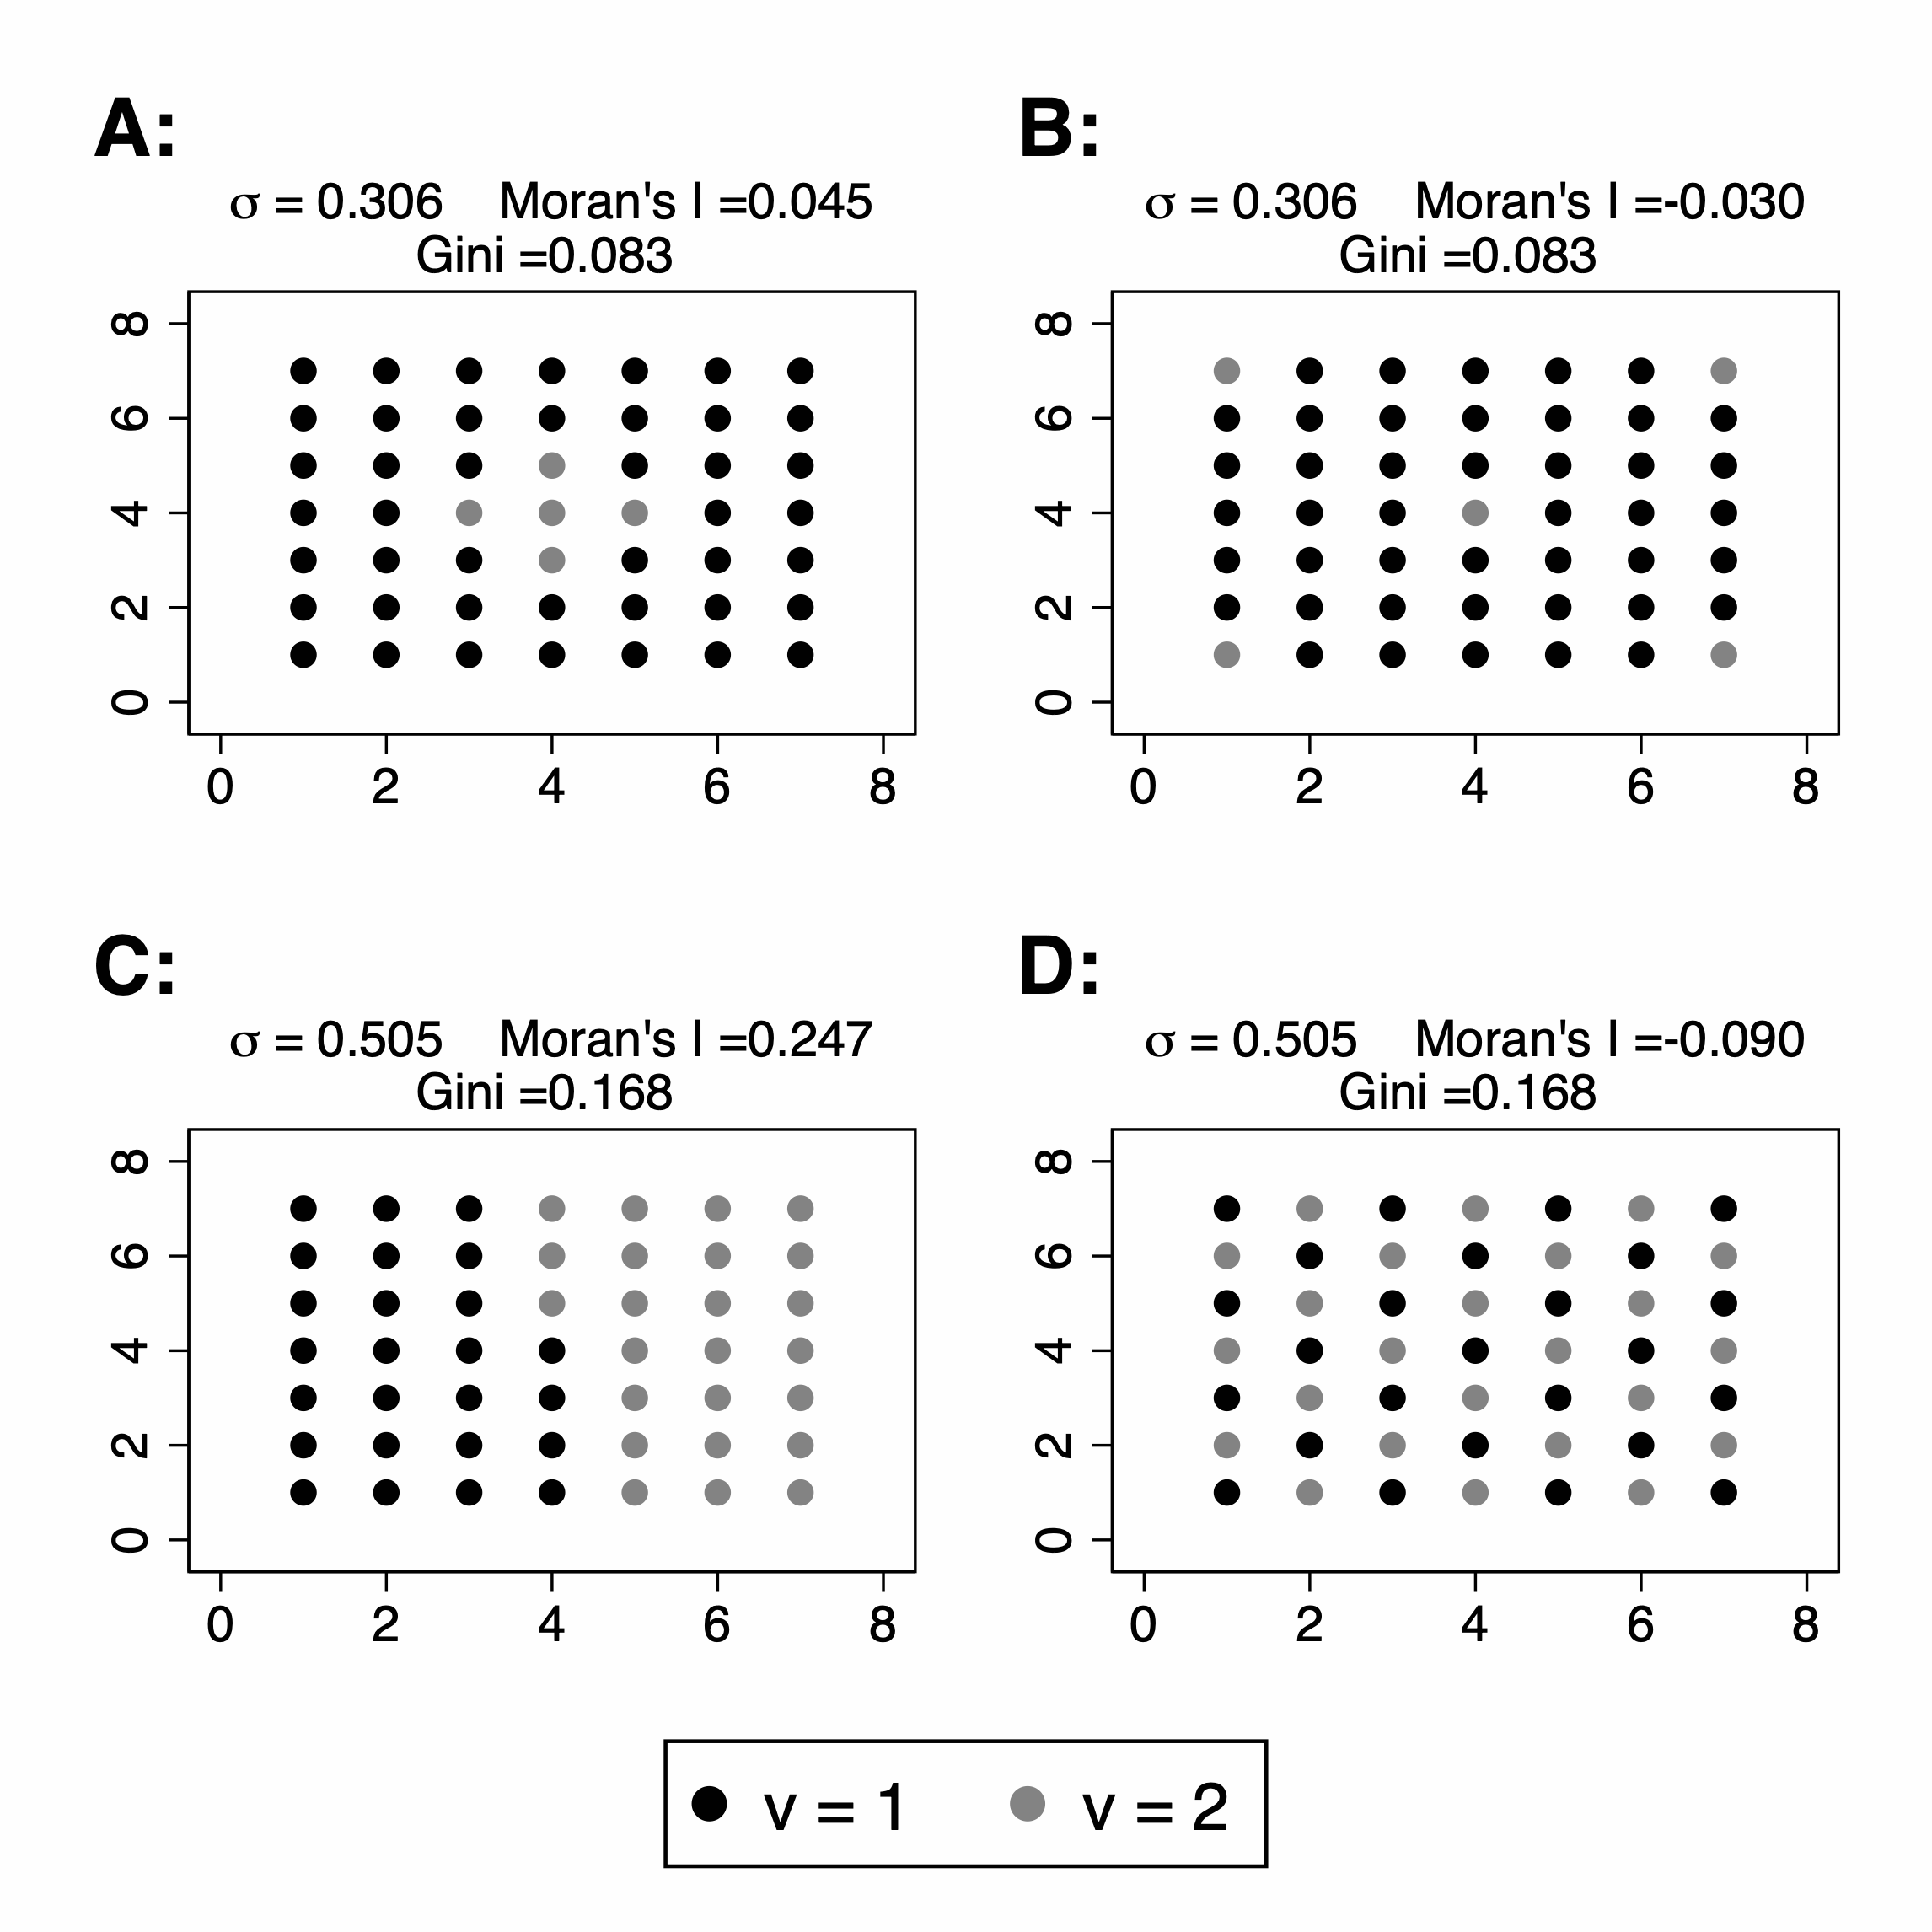 A:
σ = 0.306 Moran's I =0.045
Gini =0.083
8
6
4
2
0
0 2 4 6 8
B:
σ = 0.306 Moran's I =-0.030
Gini =0.083
8
6
4
2
0
0 2 4 6 8
C:
σ = 0.505 Moran's I =0.247
Gini =0.168
8
6
4
2
0
0 2 4 6 8
D:
σ = 0.505 Moran's I =-0.090
Gini =0.168
8
6
4
2
0
0 2 4 6 8
v = 1 v = 2